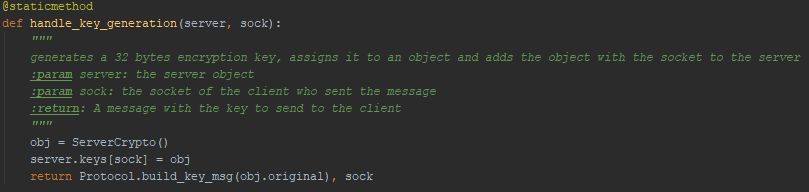 @staticmethod
def handle_key_generation(server, sock):
    """
    generates a 32 bytes encryption key, assigns it to an object and adds the object with the socket to the server
    :param server: the server object
    :param sock: the socket of the client who sent the message
    :return: A message with the key to send to the client
    """
    obj = ServerCrypto()
    server.keys[sock] = obj
    return Protocol.build_key_msg(obj.original), sock